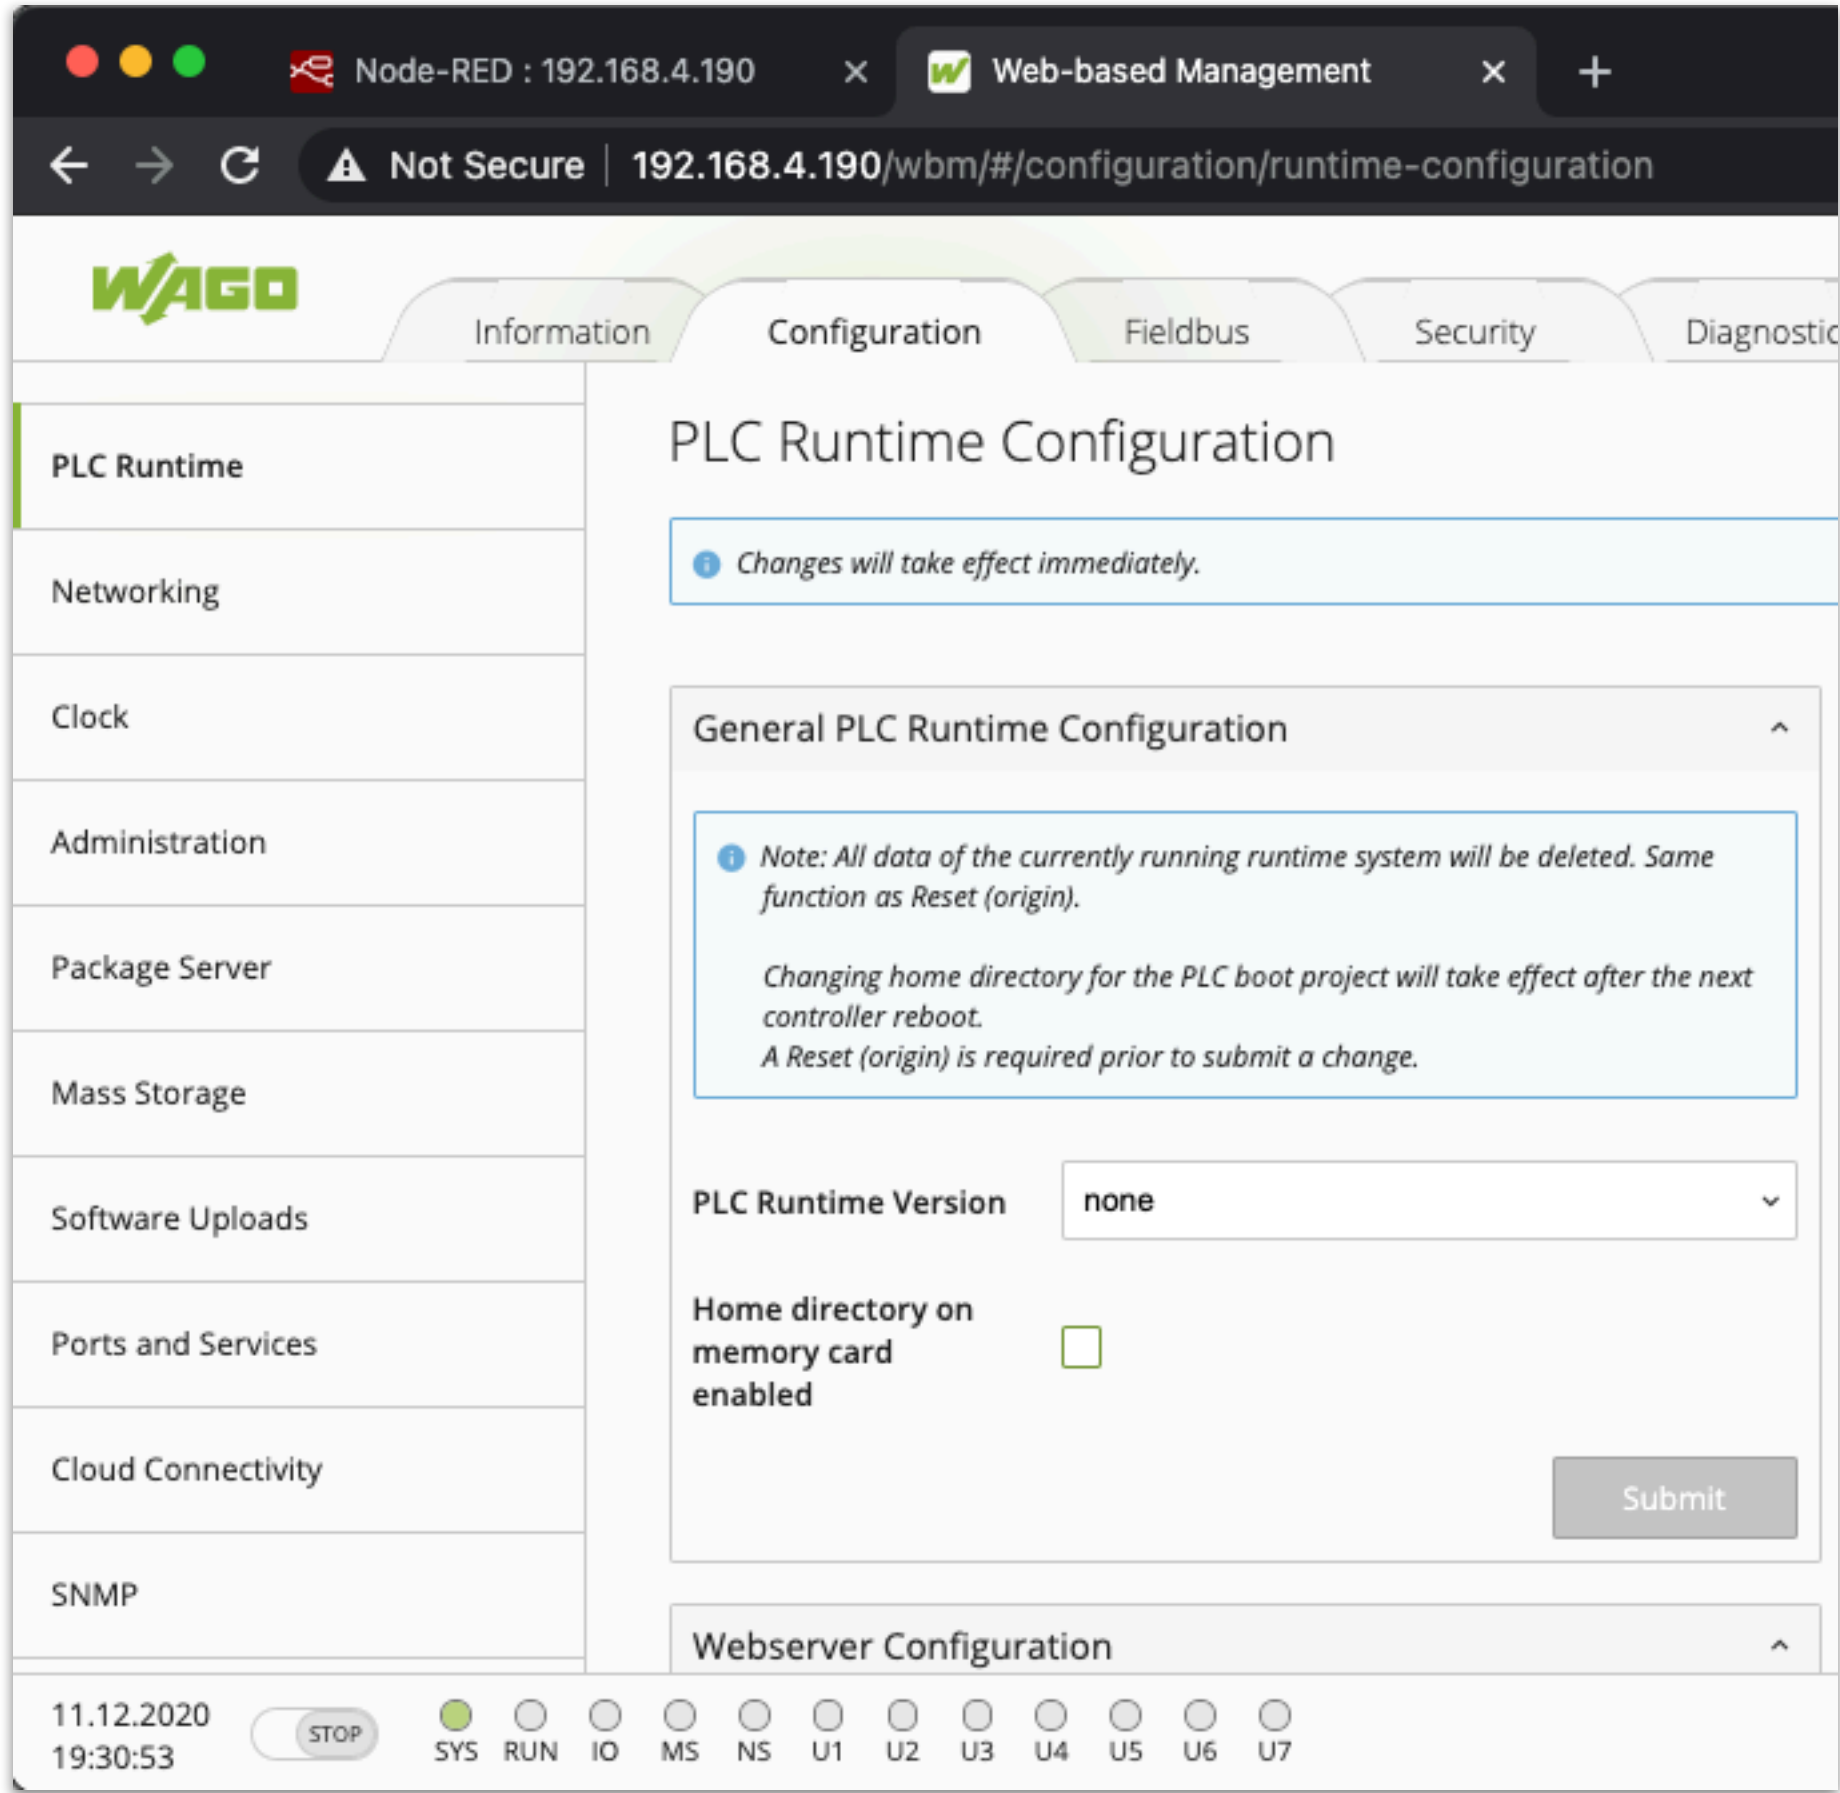 Node-RED : 192.168.4.190
Web-based Management
Not Secure | 192.168.4.190/wbm/#/configuration/runtime-configuration
WAGO
Information
Configuration
Fieldbus
Security
Diagnostic
PLC Runtime
Networking
Clock
Administration
Package Server
Mass Storage
Software Uploads
Ports and Services
Cloud Connectivity
SNMP
PLC Runtime Configuration
Changes will take effect immediately.
General PLC Runtime Configuration
Note: All data of the currently running runtime system will be deleted. Same
function as Reset (origin).
Changing home directory for the PLC boot project will take effect after the next
controller reboot.
A Reset (origin) is required prior to submit a change.
PLC Runtime Version
none
Home directory on
memory card
enabled
Submit
Webserver Configuration
11.12.2020
19:30:53
STOP
SYS
RUN
IO
MS
NS
U1
U2
U3
U4
U5
U6
U7